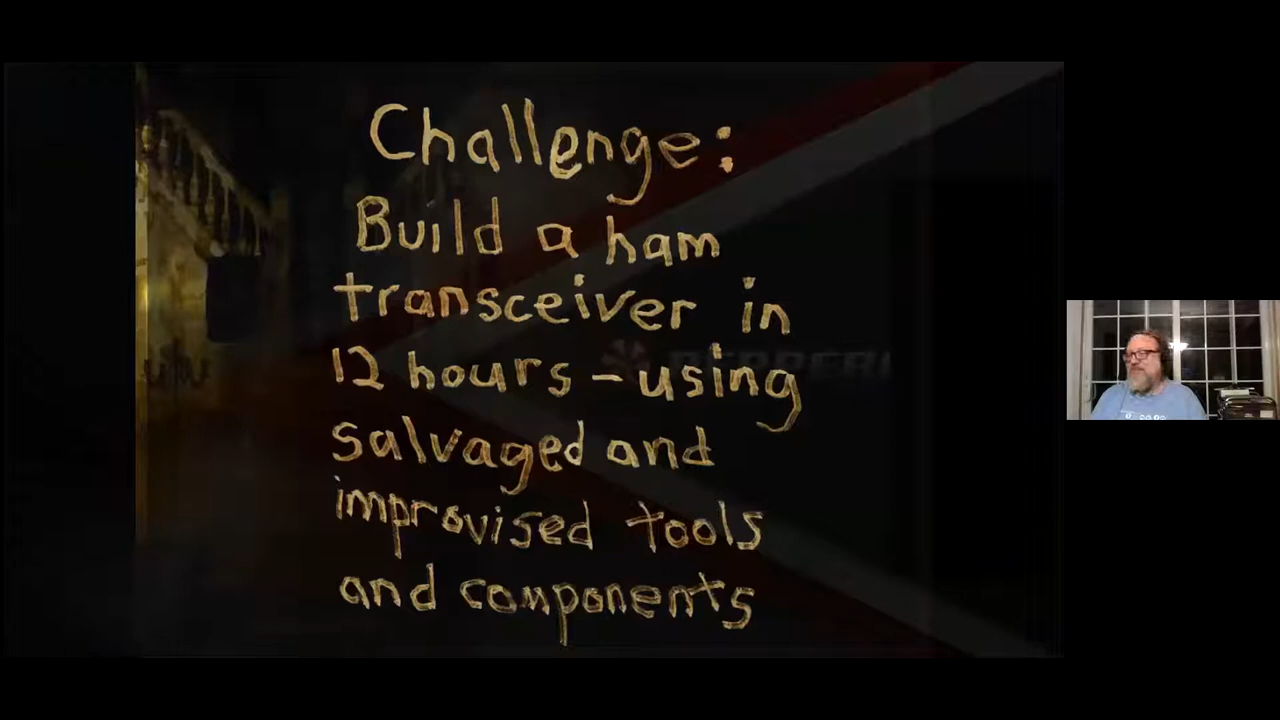 Challenge:
Build a ham
transceiver in
12 hours – using
salvaged and
improvised tools
and components